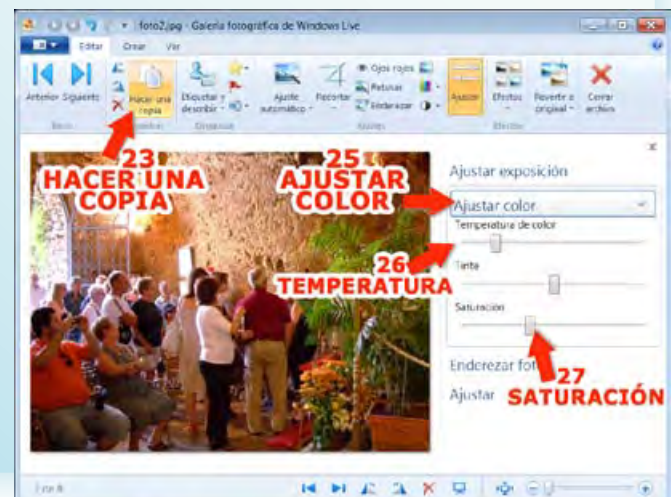 foto2.jpg - Galería fotográfica de Windows Live
Editar Crear Ver
Anterior Siguiente
Hacer una copia
Etiquetar y describir
Ajuste automático
Recortar
Ojos rojos
Retocar
Enderezar
Ajustar
Efectos
Revertir a original
Cerrar archivo
23
HACER UNA
COPIA
25
AJUSTAR
COLOR
26
TEMPERATURA
27
SATURACIÓN
Ajustar exposición
Ajustar color
Temperatura de color
Tinta
Saturación
Enderezar
Ajustar